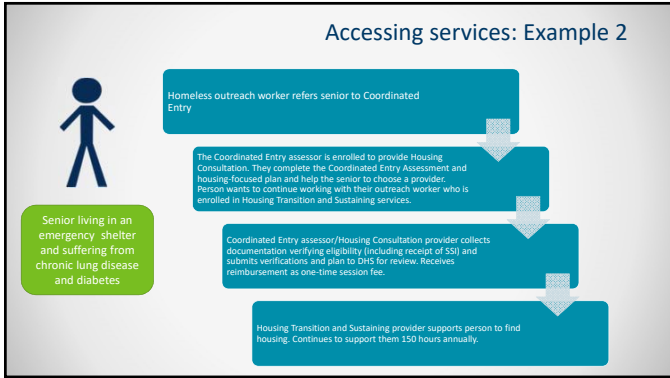 Accessing services: Example 2
Homeless outreach worker refers senior to Coordinated
Entry
The Coordinated Entry assessor is enrolled to provide Housing
Consultation. They complete the Coordinated Entry Assessment and
housing-focused plan and help the senior to choose a provider.
Person wants to continue working with their outreach worker who is
enrolled in Housing Transition and Sustaining services.
Senior living in an
emergency shelter
and suffering from
chronic lung disease
and diabetes
Coordinated Entry assessor/Housing Consultation provider collects
documentation verifying eligibility (including receipt of SSI) and
submits verifications and plan to DHS for review. Receives
reimbursement as one-time session fee.
Housing Transition and Sustaining provider supports person to find
housing. Continues to support them 150 hours annually.